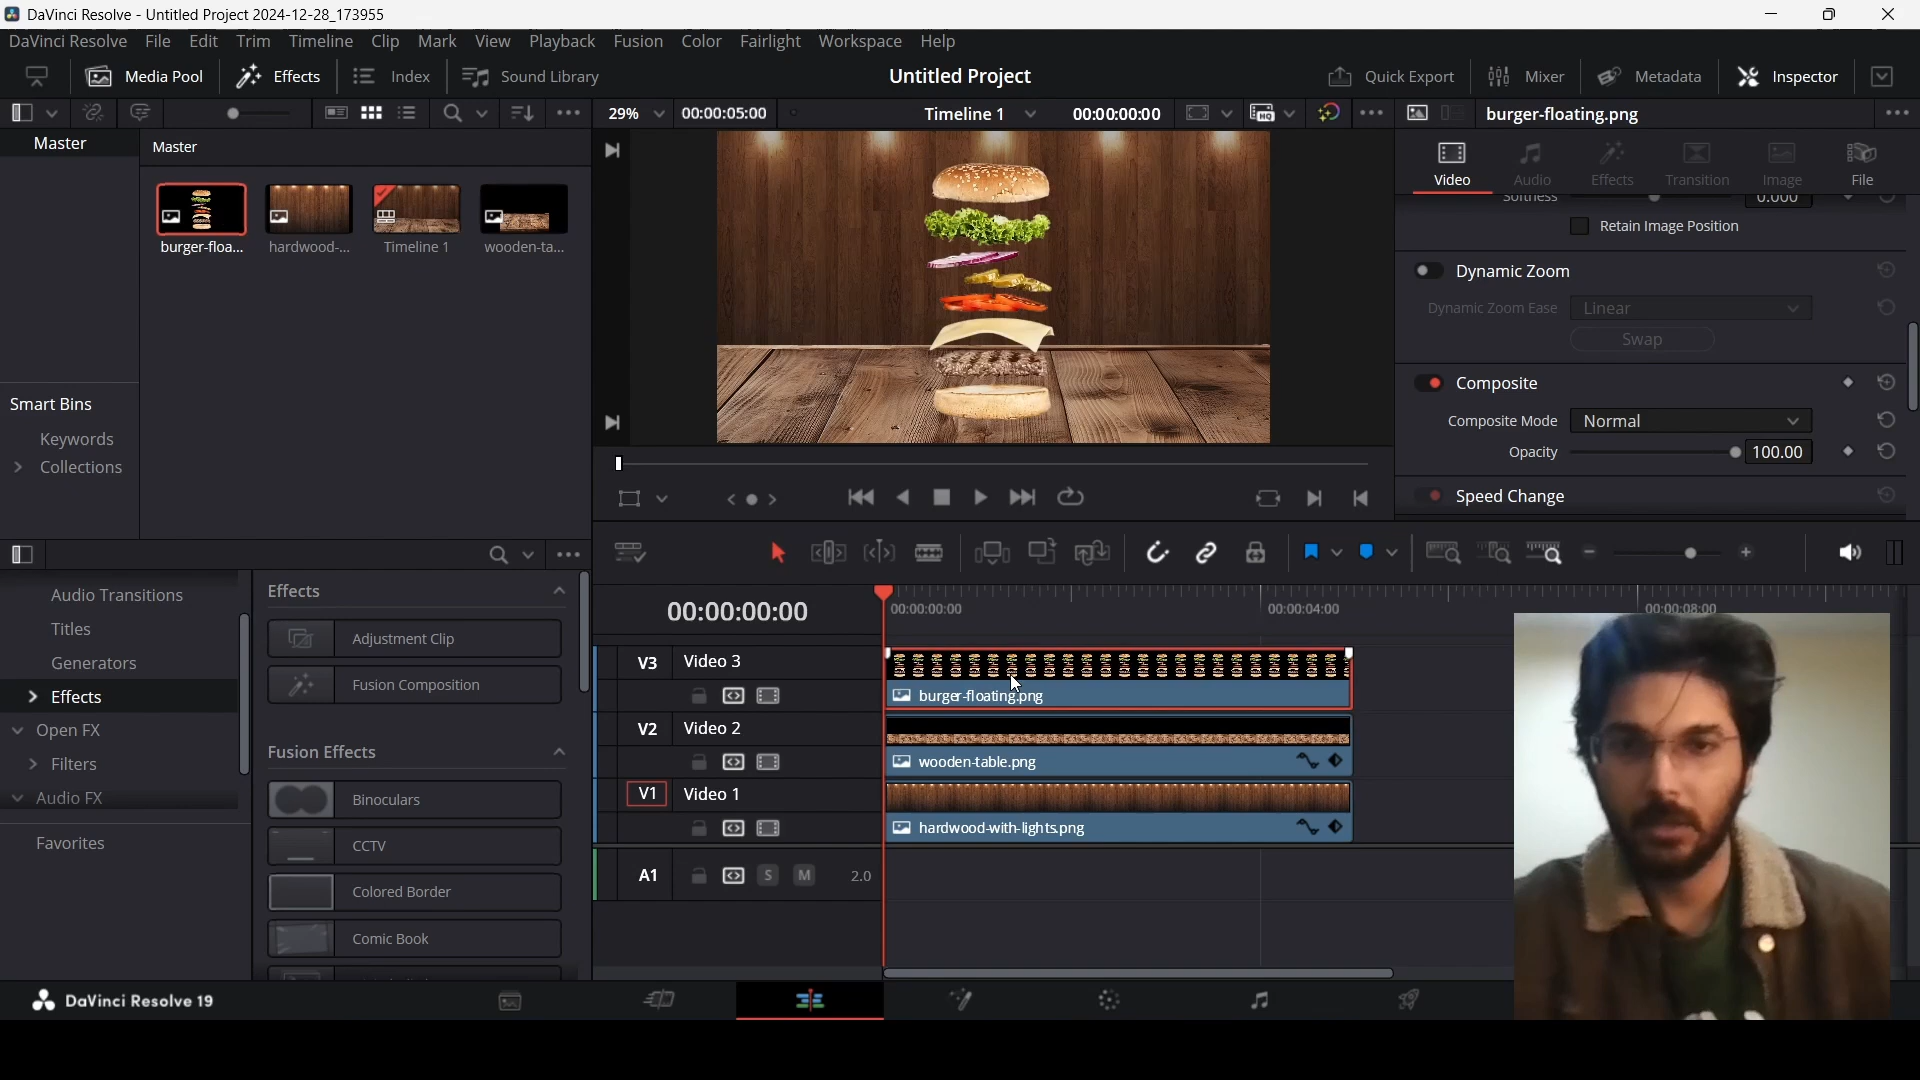 DaVinci Resolve - Untitled Project 2024-12-28_173955
DaVinci Resolve File Edit Trim Timeline Clip Mark View Playback Fusion Color Fairlight Workspace Help
Media Pool Effects Index Sound Library Untitled Project Quick Export Mixer Metadata Inspector
29% 00:00:05:00 Timeline 1 00:00:00:00 burger-floating.png
Master Master
Video Audio Effects Transition Image File
Softness 0.000
Retain Image Position
burger-floa... hardwood-... Timeline 1 wooden-ta...
Dynamic Zoom
Dynamic Zoom Ease Linear
Swap
Composite
Composite Mode Normal
Opacity 100.00
Speed Change
Smart Bins
Keywords
Collections
Audio Transitions
Titles
Generators
Effects
Open FX
Filters
Audio FX
Favorites
Effects
Adjustment Clip
Fusion Composition
Fusion Effects
Binoculars
CCTV
Colored Border
Comic Book
00:00:00:00 00:00:00:00 00:00:04:00 00:00:08:00
V3 Video 3
burger-floating.png
V2 Video 2
wooden-table.png
V1 Video 1
hardwood-with-lights.png
A1 S M 2.0
DaVinci Resolve 19